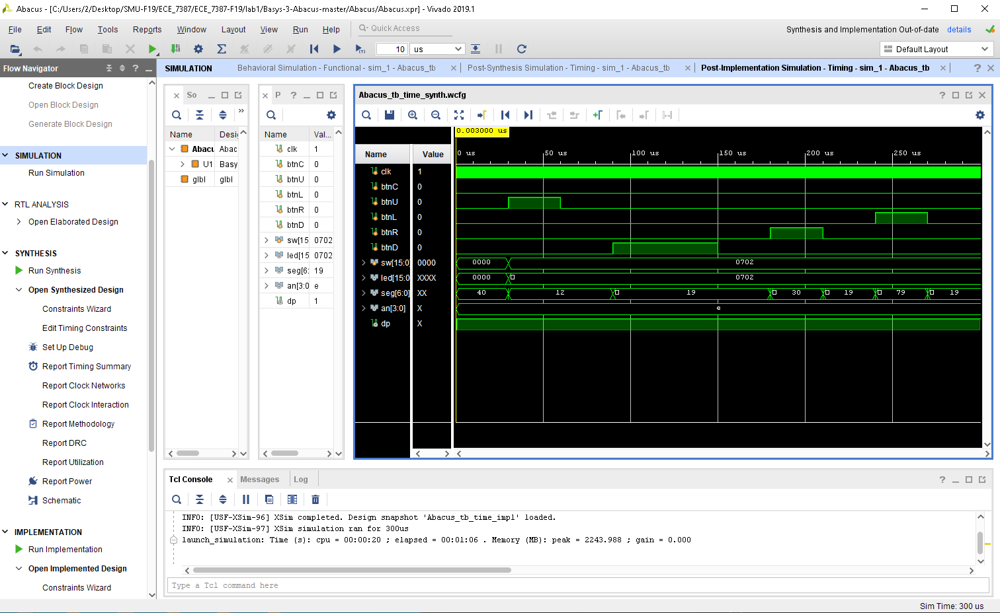 Abacus - [C:/Users/2/Desktop/SMU-F19/ECE_7387/ECE_7387-F19/lab1/Basys-3-Abacus-master/Abacus/Abacus.xpr] - Vivado 2019.1
File Edit Flow Tools Reports Window Layout View Run Help Quick Access
Synthesis and Implementation Out-of-date details
10 us
Default Layout
Flow Navigator
Create Block Design
Open Block Design
Generate Block Design
SIMULATION
Run Simulation
RTL ANALYSIS
Open Elaborated Design
SYNTHESIS
Run Synthesis
Open Synthesized Design
Constraints Wizard
Edit Timing Constraints
Set Up Debug
Report Timing Summary
Report Clock Networks
Report Clock Interaction
Report Methodology
Report DRC
Report Utilization
Report Power
Schematic
IMPLEMENTATION
Run Implementation
Open Implemented Design
Constraints Wizard
SIMULATION
Behavioral Simulation - Functional - sim_1 - Abacus_tb
Post-Synthesis Simulation - Timing - sim_1 - Abacus_tb
Post-Implementation Simulation - Timing - sim_1 - Abacus_tb
So
Name Desi
Abacu Abac
U1 Basy
glbl glbl
P
Name Val...
clk 1
btnC 0
btnU 0
btnL 0
btnR 0
btnD 0
sw[15 0702
led[15 0702
seg[6: 19
an[3:0 e
dp 1
Abacus_tb_time_synth.wcfg
0.003000 us
Name Value
0 us 50 us 100 us 150 us 200 us 250 us
clk 1
btnC 0
btnU 0
btnL 0
btnR 0
btnD 0
sw[15:0] 0000 0000 0702
led[15:0 XXXX 0000 0702
seg[6:0] XX 40 12 19 30 19 79 19
an[3:0] X e
dp X
Tcl Console Messages Log
INFO: [USF-XSim-96] XSim completed. Design snapshot 'Abacus_tb_time_impl' loaded.
INFO: [USF-XSim-97] XSim simulation ran for 300us
launch_simulation: Time (s): cpu = 00:00:20 ; elapsed = 00:01:06 . Memory (MB): peak = 2243.988 ; gain = 0.000
Type a Tcl command here
Sim Time: 300 us